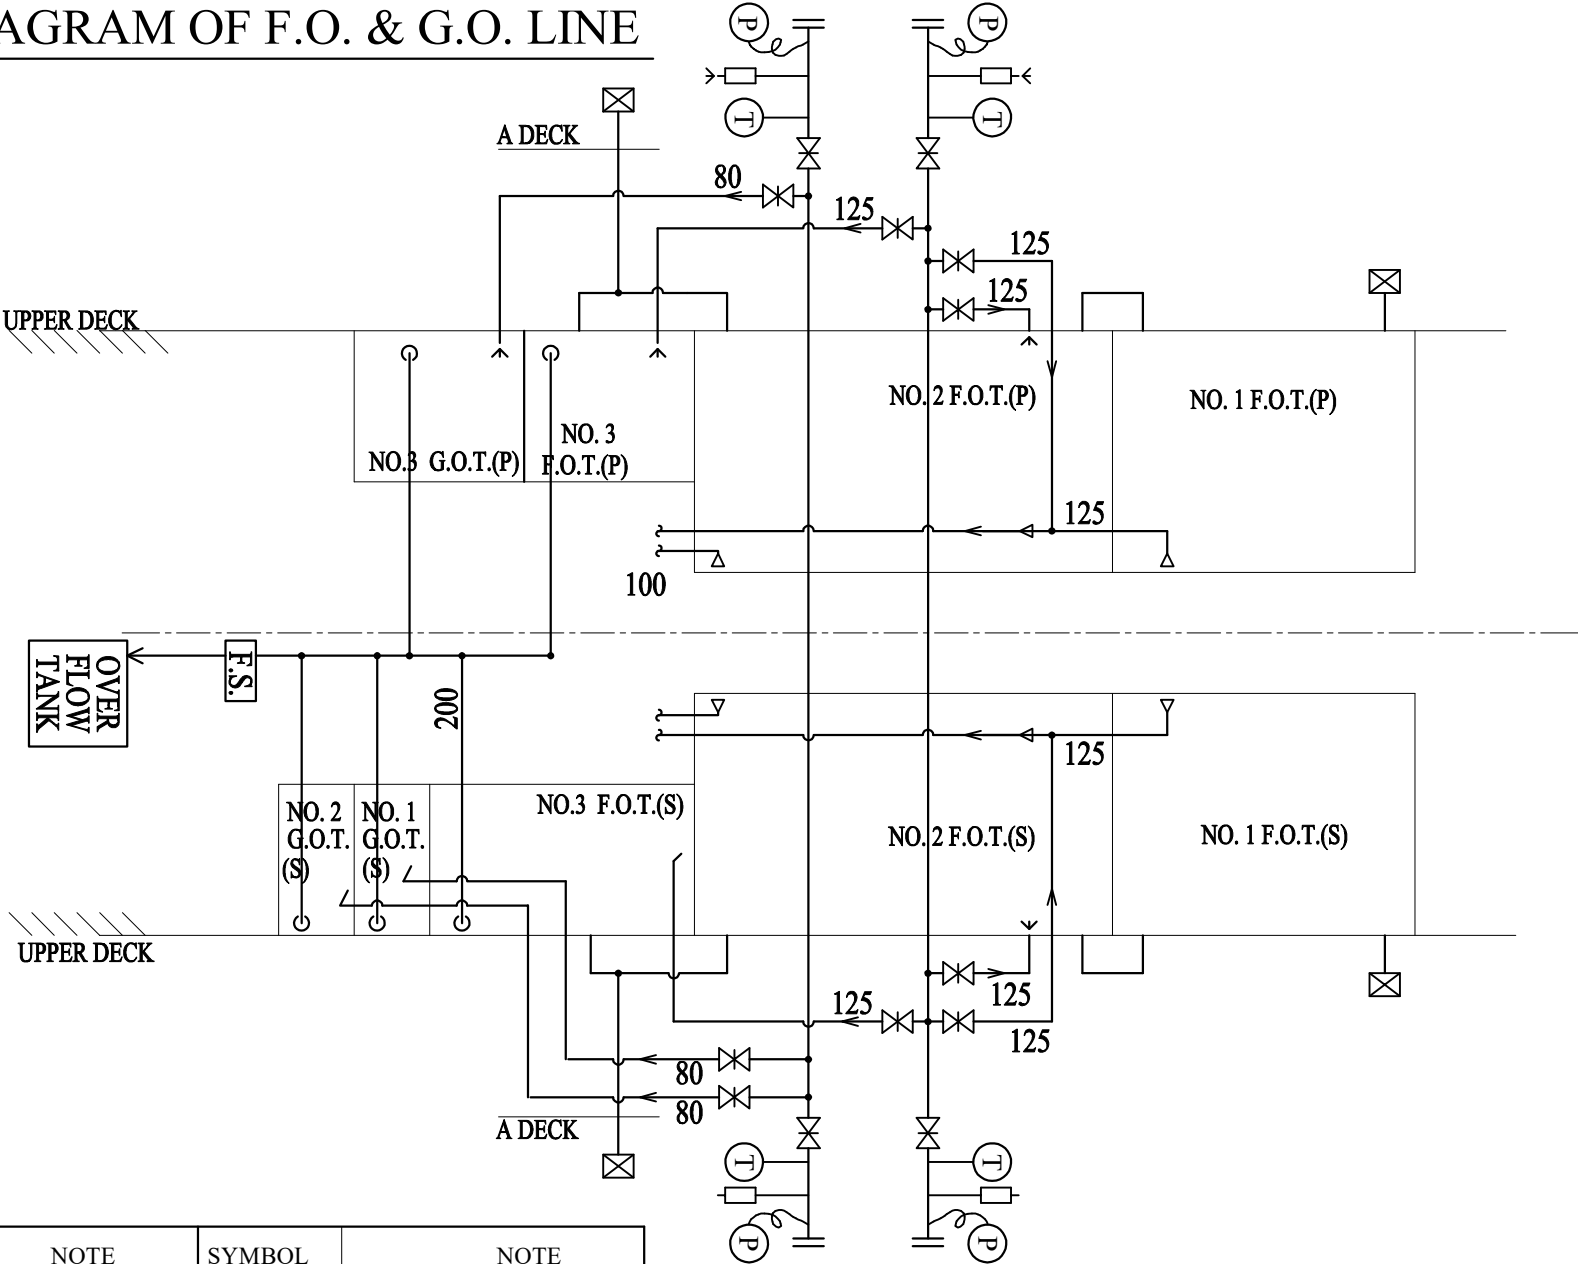 AGRAM OF F.O. & G.O. LINE
P
P
T
T
A DECK
80
125
125
125
UPPER DECK
NO. 2 F.O.T.(P)
NO. 1 F.O.T.(P)
NO. 3
F.O.T.(P)
NO.3 G.O.T.(P)
125
100
OVER
FLOW
TANK
F.S.
200
125
NO. 2
G.O.T.
(S)
NO. 1
G.O.T.
(S)
NO.3 F.O.T.(S)
NO. 2 F.O.T.(S)
NO. 1 F.O.T.(S)
UPPER DECK
125
125
125
80
80
A DECK
T
T
P
P
NOTE
SYMBOL
NOTE